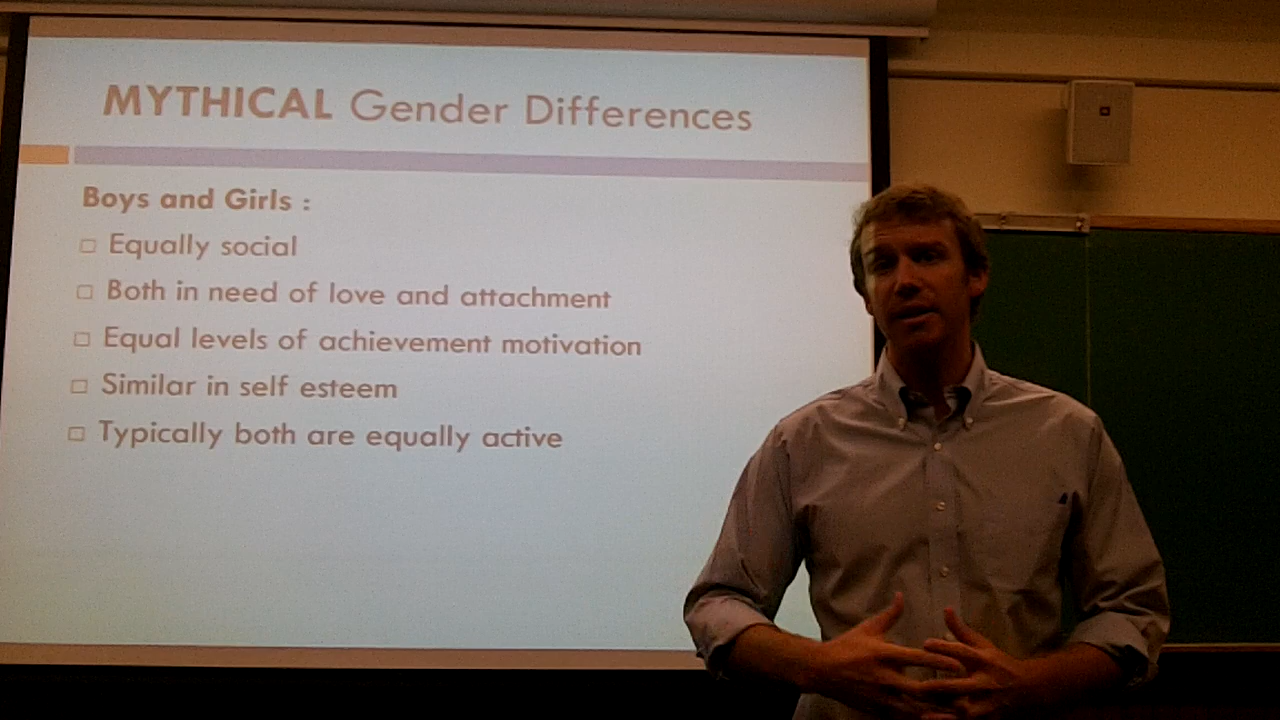 MYTHICAL Gender Differences
Boys and Girls :
Equally social
Both in need of love and attachment
Equal levels of achievement motivation
Similar in self esteem
Typically both are equally active